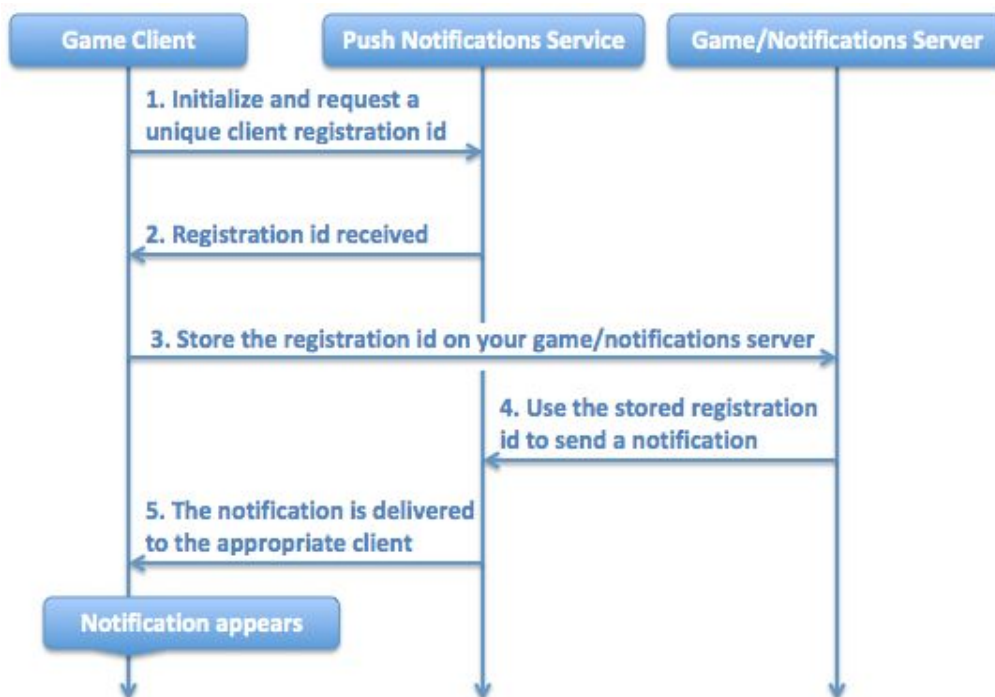 Game Client
Push Notifications Service
Game/Notifications Server
1. Initialize and request a
unique client registration id
2. Registration id received
3. Store the registration id on your game/notifications server
4. Use the stored registration
id to send a notification
5. The notification is delivered
to the appropriate client
Notification appears